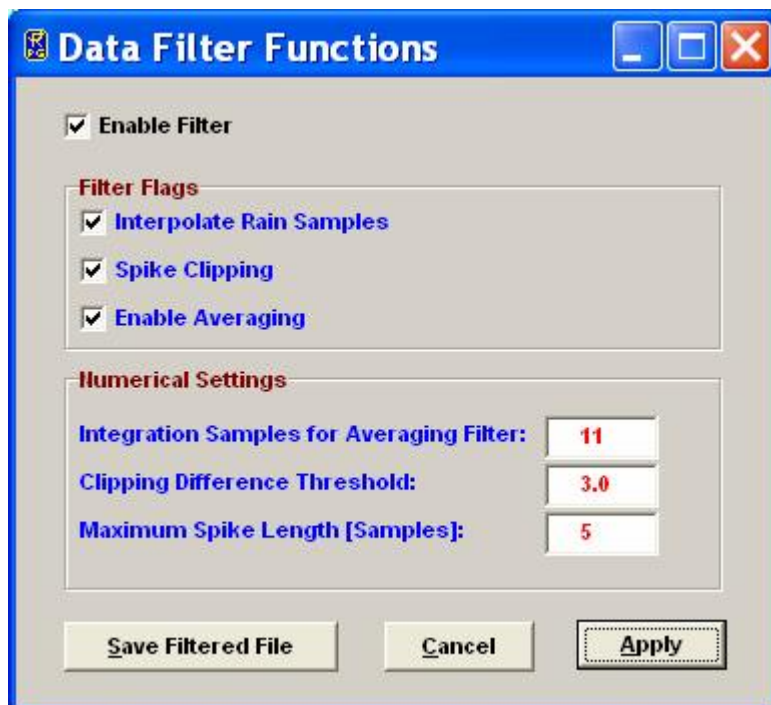 Data Filter Functions
Enable Filter
Filter Flags
Interpolate Rain Samples
Spike Clipping
Enable Averaging
Numerical Settings
Integration Samples for Averaging Filter: 11
Clipping Difference Threshold: 3.0
Maximum Spike Length [Samples]: 5
Save Filtered File Cancel Apply